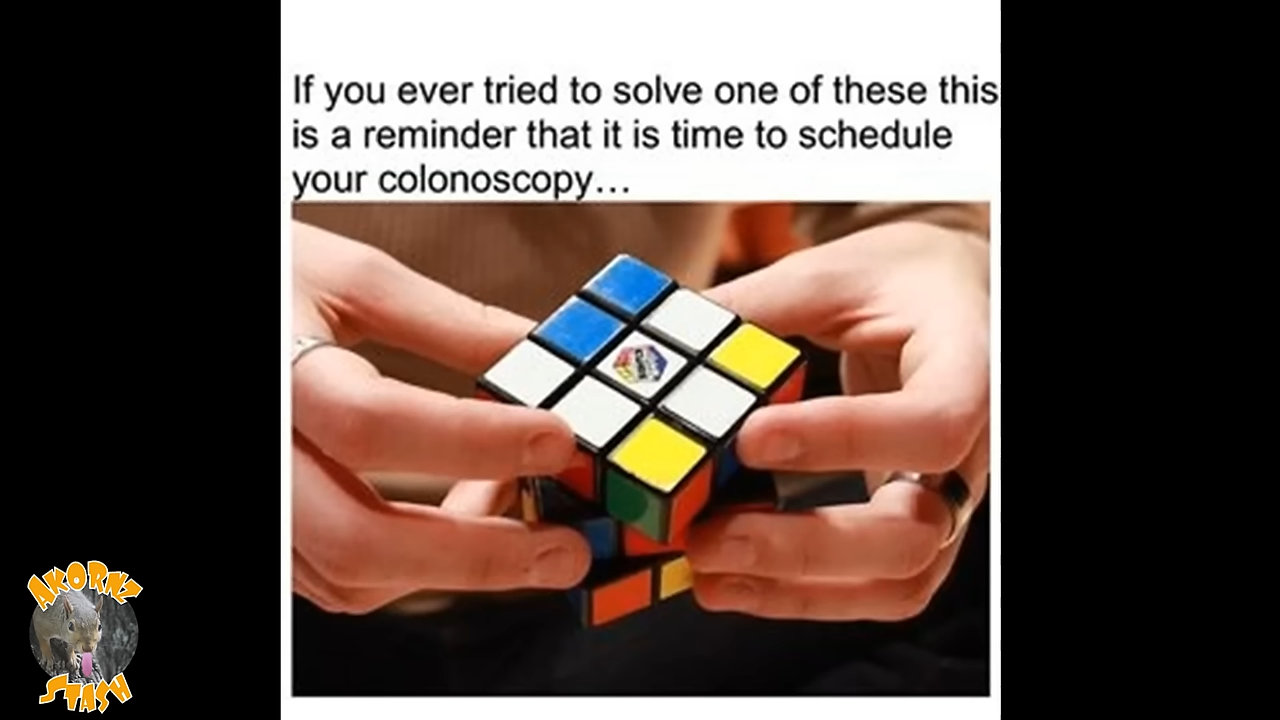 If you ever tried to solve one of these this
is a reminder that it is time to schedule
your colonoscopy...
AKORNZ
STASH